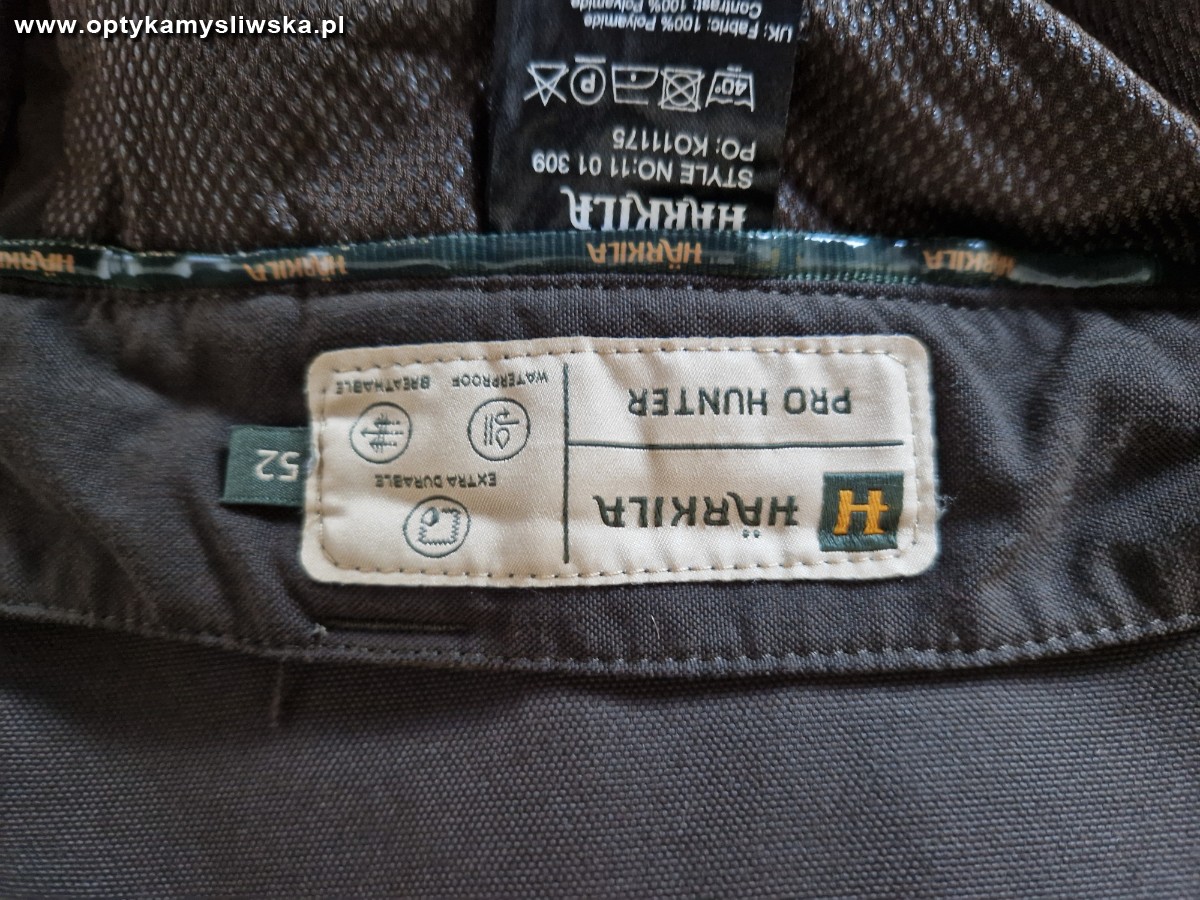 www.optykamysliwska.pl
HÄRKILA
STYLE NO:11 01 309
PO: KO11175
40°
P
UK: Fabric: 100% Polyamide
Contrast: 100% Polyamide
HÄRKILA HÄRKILA HÄRKILA HÄRKILA
H HÄRKILA
PRO HUNTER
EXTRA DURABLE
WATERPROOF
BREATHABLE
52